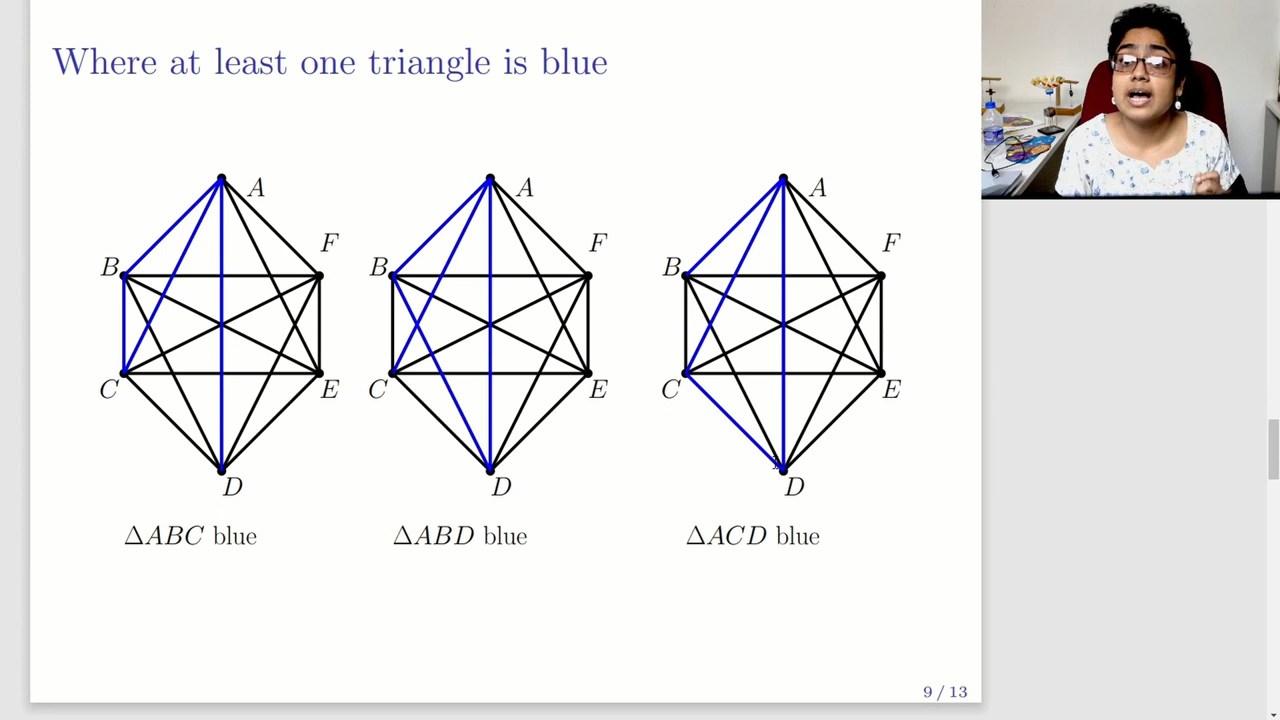 Where at least one triangle is blue
A A A
F F F
B B B
C E C E C E
D D D
ΔABC blue ΔABD blue ΔACD blue
9 / 13